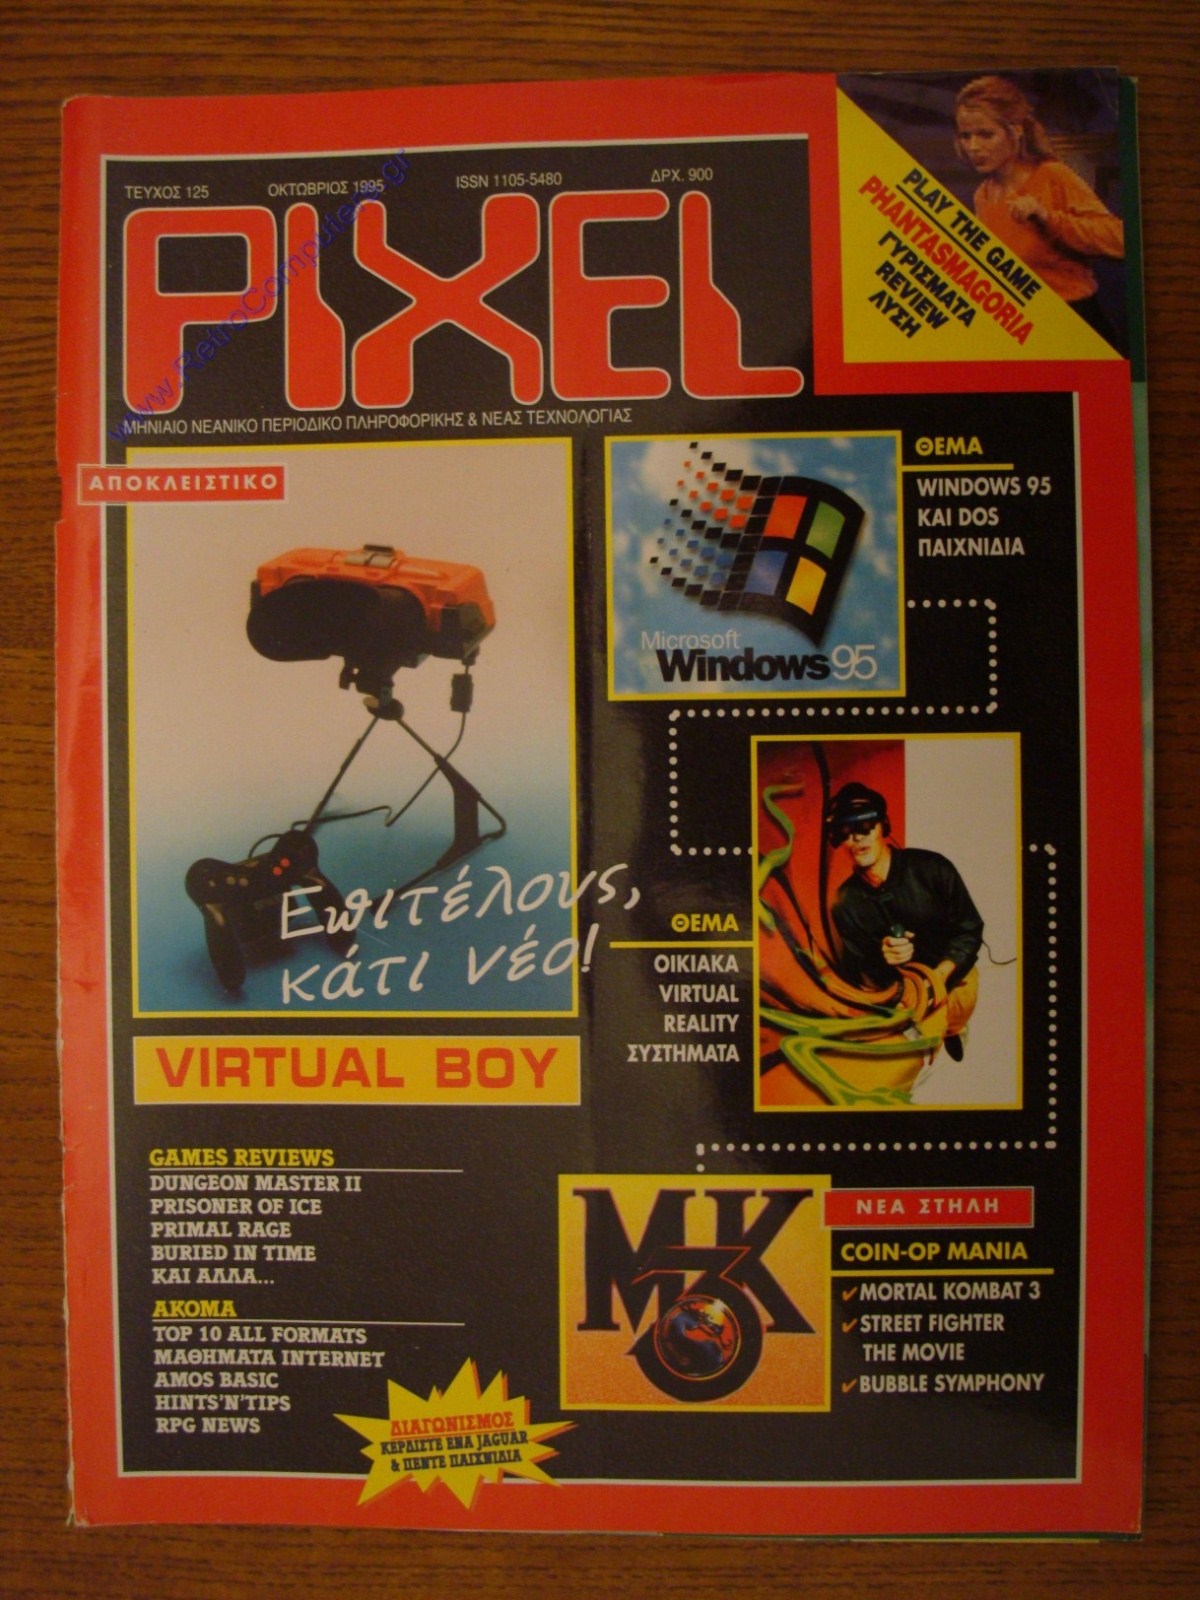 ΤΕΥΧΟΣ 125 ΟΚΤΩΒΡΙΟΣ 1995 ISSN 1105-5480 ΔΡΧ. 900
PIXEL
ΜΗΝΙΑΙΟ ΝΕΑΝΙΚΟ ΠΕΡΙΟΔΙΚΟ ΠΛΗΡΟΦΟΡΙΚΗΣ & ΝΕΑΣ ΤΕΧΝΟΛΟΓΙΑΣ
www.RetroComputers.gr
PLAY THE GAME
PHANTASMAGORIA
ΓΥΡΙΣΜΑΤΑ
REVIEW
ΛΥΣΗ
ΑΠΟΚΛΕΙΣΤΙΚΟ
Επιτέλους,
κάτι νέο!
VIRTUAL BOY
Microsoft
Windows 95
ΘΕΜΑ
WINDOWS 95
ΚΑΙ DOS
ΠΑΙΧΝΙΔΙΑ
ΘΕΜΑ
ΟΙΚΙΑΚΑ
VIRTUAL
REALITY
ΣΥΣΤΗΜΑΤΑ
GAMES REVIEWS
DUNGEON MASTER II
PRISONER OF ICE
PRIMAL RAGE
BURIED IN TIME
ΚΑΙ ΑΛΛΑ...
ΑΚΟΜΑ
TOP 10 ALL FORMATS
ΜΑΘΗΜΑΤΑ INTERNET
AMOS BASIC
HINTS'N'TIPS
RPG NEWS
ΔΙΑΓΩΝΙΣΜΟΣ
ΚΕΡΔΙΣΤΕ ΕΝΑ JAGUAR
& ΠΕΝΤΕ ΠΑΙΧΝΙΔΙΑ
MK3
ΝΕΑ ΣΤΗΛΗ
COIN-OP MANIA
✔MORTAL KOMBAT 3
✔STREET FIGHTER
THE MOVIE
✔BUBBLE SYMPHONY